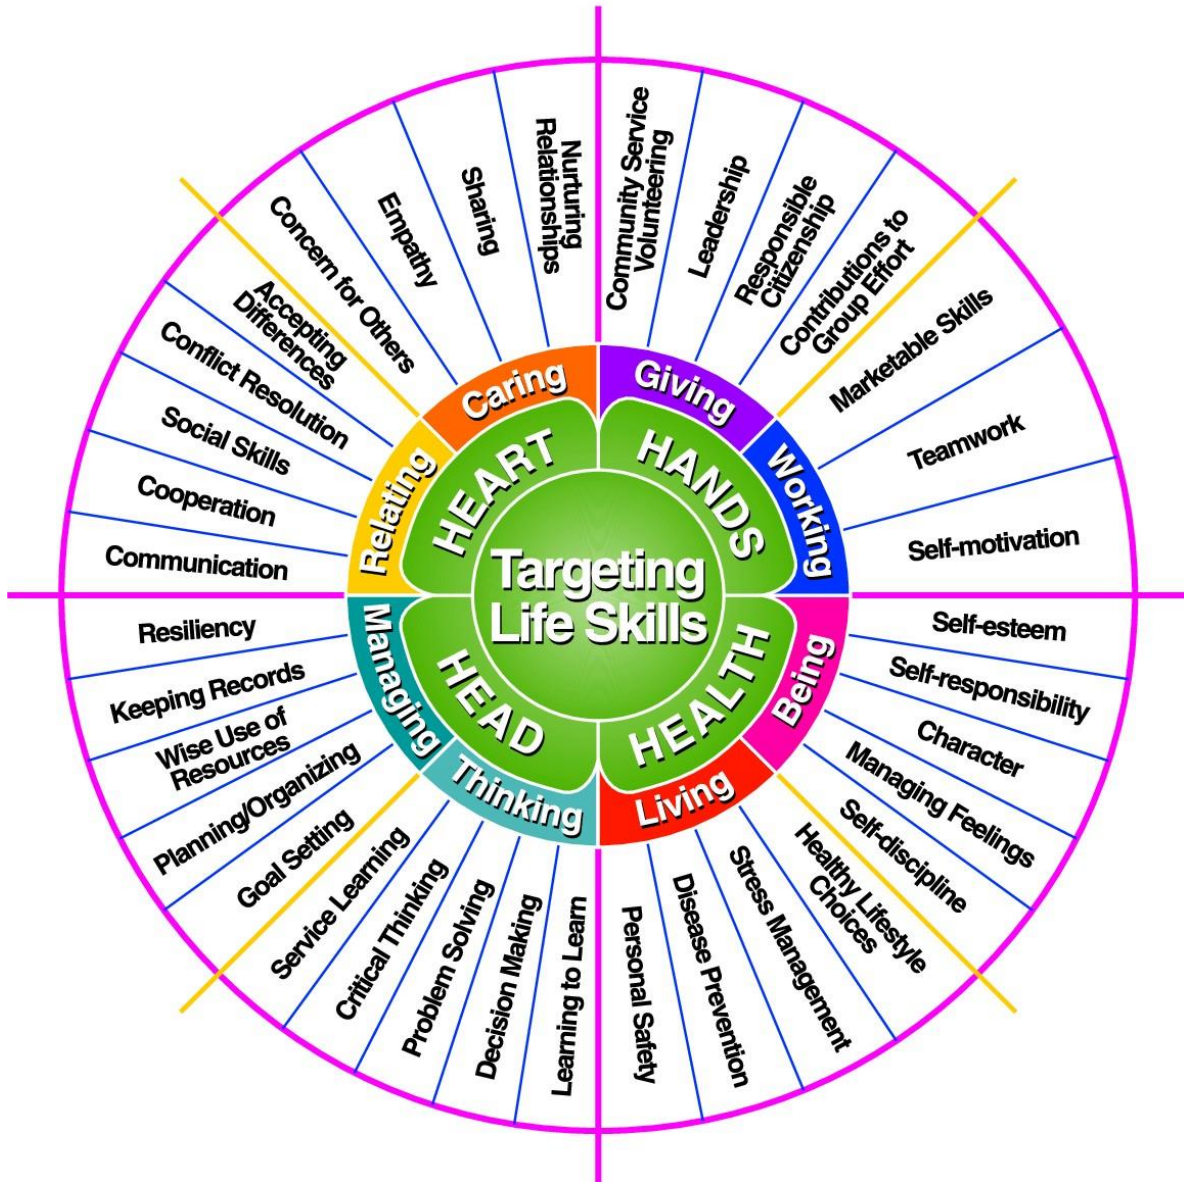 Targeting
Life Skills
HEART
HANDS
HEALTH
HEAD
Caring
Giving
Working
Being
Living
Thinking
Managing
Relating
Community Service
Volunteering
Leadership
Responsible
Citizenship
Contributions to
Group Effort
Marketable Skills
Teamwork
Self-motivation
Self-esteem
Self-responsibility
Character
Managing Feelings
Self-discipline
Healthy Lifestyle
Choices
Stress Management
Disease Prevention
Personal Safety
Learning to Learn
Decision Making
Problem Solving
Critical Thinking
Service Learning
Goal Setting
Planning/Organizing
Wise Use of
Resources
Keeping Records
Resiliency
Communication
Cooperation
Social Skills
Conflict Resolution
Accepting
Differences
Concern for Others
Empathy
Sharing
Nurturing
Relationships